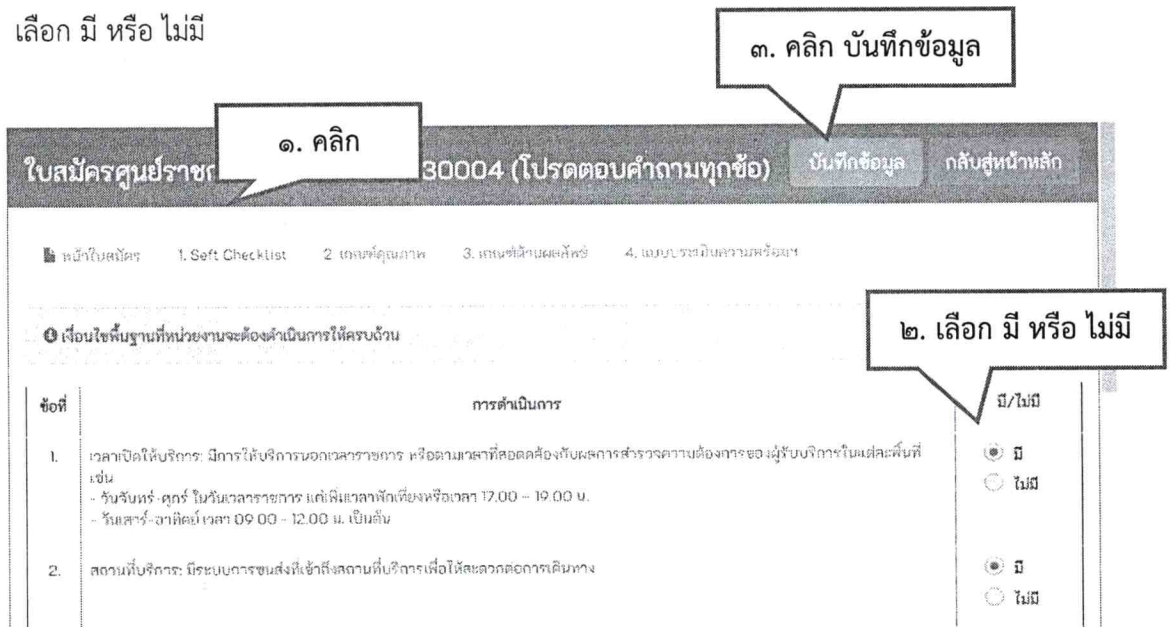 เลือก มี หรือ ไม่มี
๓. คลิก บันทึกข้อมูล
๑. คลิก
ใบสมัครศูนย์ราชก 30004 (โปรดตอบคำถามทุกข้อ) บันทึกข้อมูล กลับสู่หน้าหลัก
หน้าใบสมัคร 1. Seft Checklist 2 เกณฑ์คุณภาพ 3. เกณฑ์ด้านผลลัพธ์ 4. แบบประเมินความพร้อมฯ
๒. เลือก มี หรือ ไม่มี
เงื่อนไขพื้นฐานที่หน่วยงานจะต้องดำเนินการให้ครบถ้วน
ข้อที่ การดำเนินการ มี/ไม่มี
1. เวลาเปิดให้บริการ: มีการให้บริการนอกเวลาราชการ หรือตามเวลาที่สอดคล้องกับผลการสำรวจความต้องการของผู้รับบริการในแต่ละพื้นที่ มี
เช่น ไม่มี
- วันจันทร์-ศุกร์ ในวันเวลาราชการ แต่เพิ่มเวลาพักเที่ยงหรือเวลา 17.00 – 19.00 น.
- วันเสาร์-อาทิตย์ เวลา 09 00 - 12.00 น. เป็นต้น
2. สถานที่บริการ: มีระบบการขนส่งที่เข้าถึงสถานที่บริการเพื่อให้สะดวกต่อการเดินทาง มี
ไม่มี